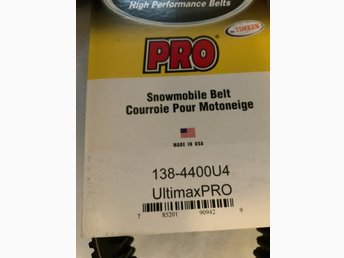 High Performance Belts
BY TIMKEN
PRO
Snowmobile Belt
Courroie Pour Motoneige
MADE IN USA
138-4400U4
UltimaxPRO
7 85201 90942 9